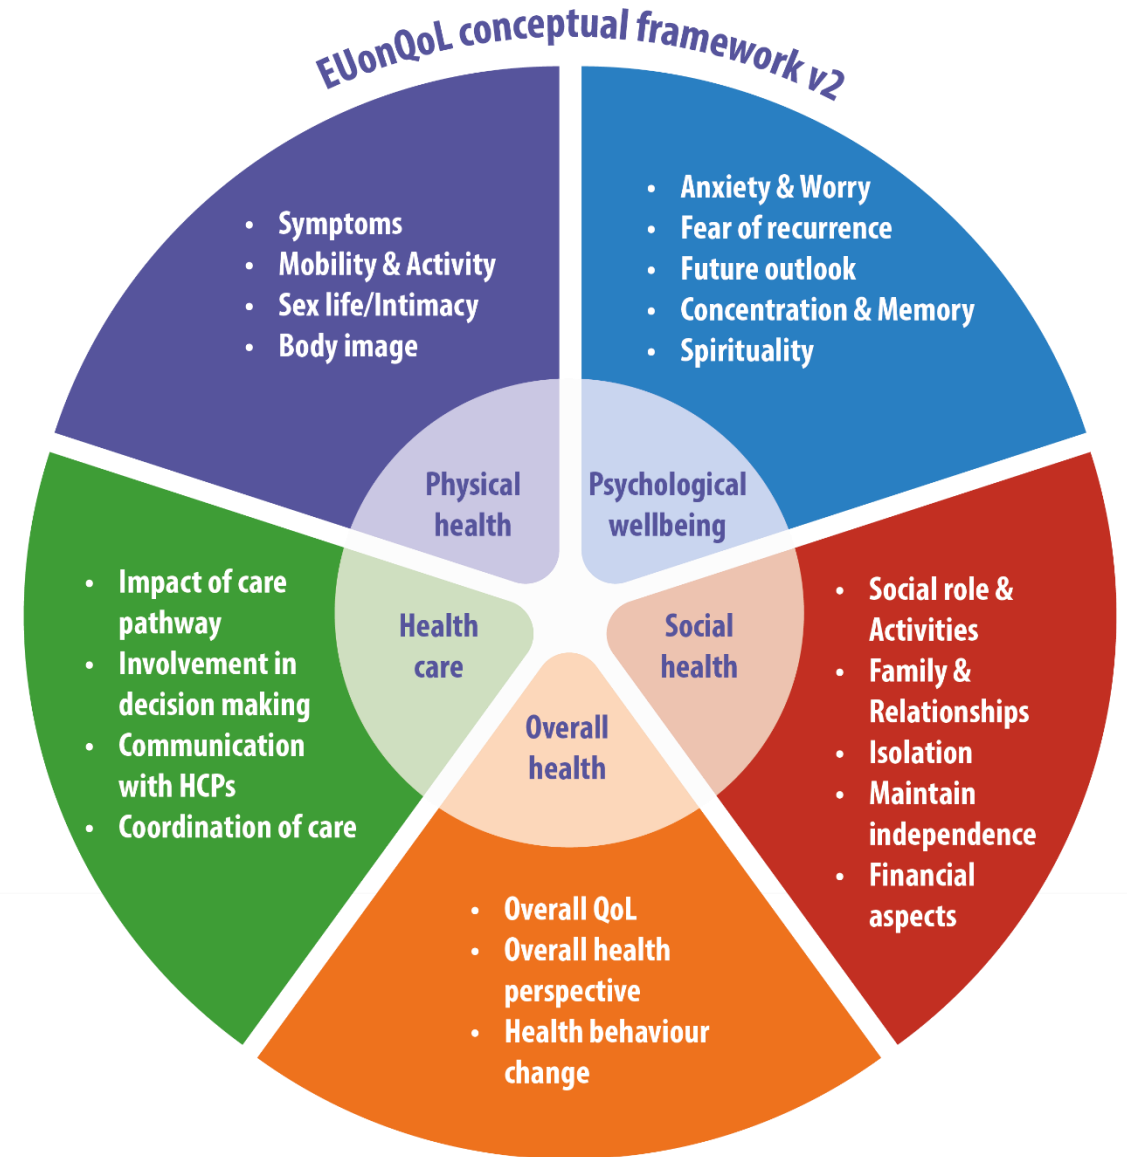 EUonQoL conceptual framework v2
• Symptoms
• Mobility & Activity
• Sex life/Intimacy
• Body image
Physical
health
• Anxiety & Worry
• Fear of recurrence
• Future outlook
• Concentration & Memory
• Spirituality
Psychological
wellbeing
• Social role &
Activities
• Family &
Relationships
• Isolation
• Maintain
independence
• Financial
aspects
Social
health
• Overall QoL
• Overall health
perspective
• Health behaviour
change
Overall
health
• Impact of care
pathway
• Involvement in
decision making
• Communication
with HCPs
• Coordination of care
Health
care